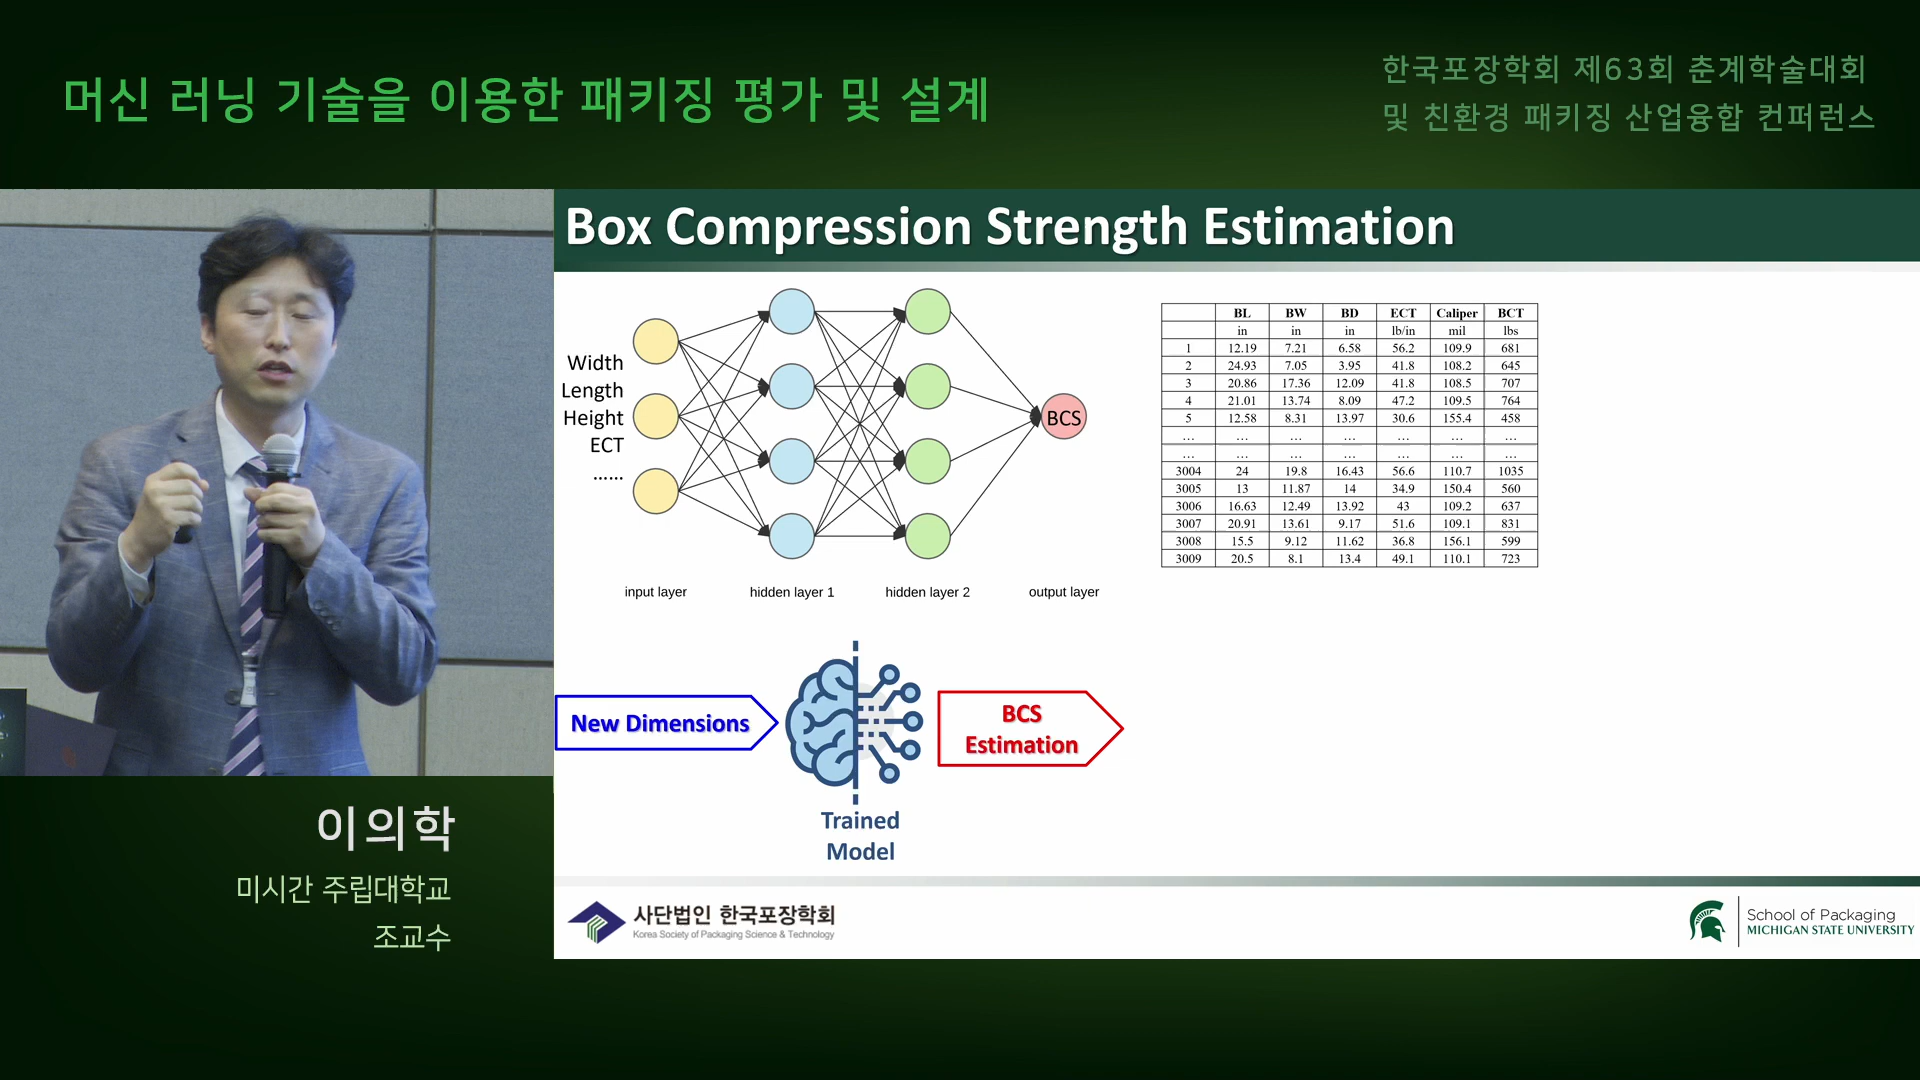 머신 러닝 기술을 이용한 패키징 평가 및 설계
한국포장학회 제63회 춘계학술대회
및 친환경 패키징 산업융합 컨퍼런스
Box Compression Strength Estimation
Width
Length
Height
ECT
......
BCS
input layer
hidden layer 1
hidden layer 2
output layer
BL BW BD ECT Caliper BCT
in in in lb/in mil lbs
1 12.19 7.21 6.58 56.2 109.9 681
2 24.93 7.05 3.95 41.8 108.2 645
3 20.86 17.36 12.09 41.8 108.5 707
4 21.01 13.74 8.09 47.2 109.5 764
5 12.58 8.31 13.97 30.6 155.4 458
… … … … … … …
… … … … … … …
3004 24 19.8 16.43 56.6 110.7 1035
3005 13 11.87 14 34.9 150.4 560
3006 16.63 12.49 13.92 43 109.2 637
3007 20.91 13.61 9.17 51.6 109.1 831
3008 15.5 9.12 11.62 36.8 156.1 599
3009 20.5 8.1 13.4 49.1 110.1 723
New Dimensions
BCS
Estimation
Trained
Model
이의학
미시간 주립대학교
조교수
사단법인 한국포장학회
Korea Society of Packaging Science & Technology
School of Packaging
MICHIGAN STATE UNIVERSITY